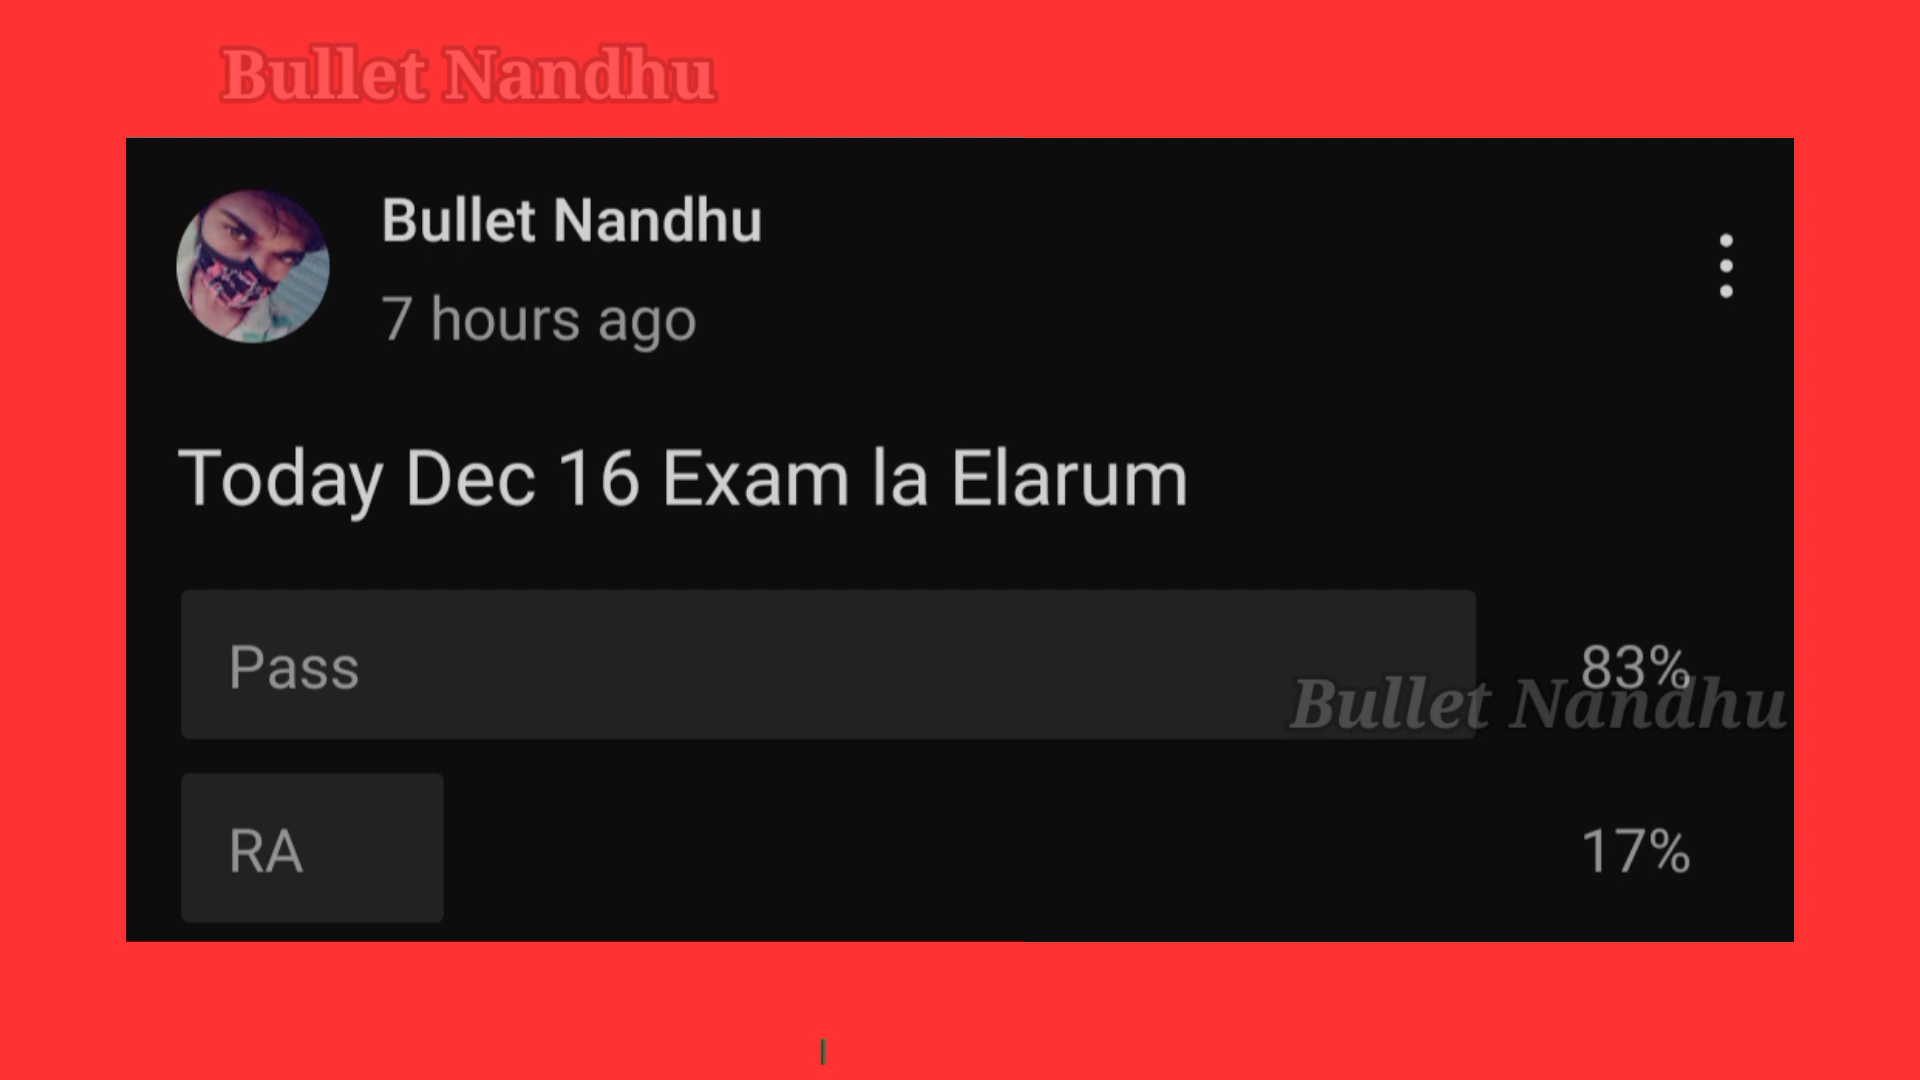 Bullet Nandhu
Bullet Nandhu
7 hours ago
Today Dec 16 Exam la Elarum
Pass 83%
Bullet Nandhu
RA 17%